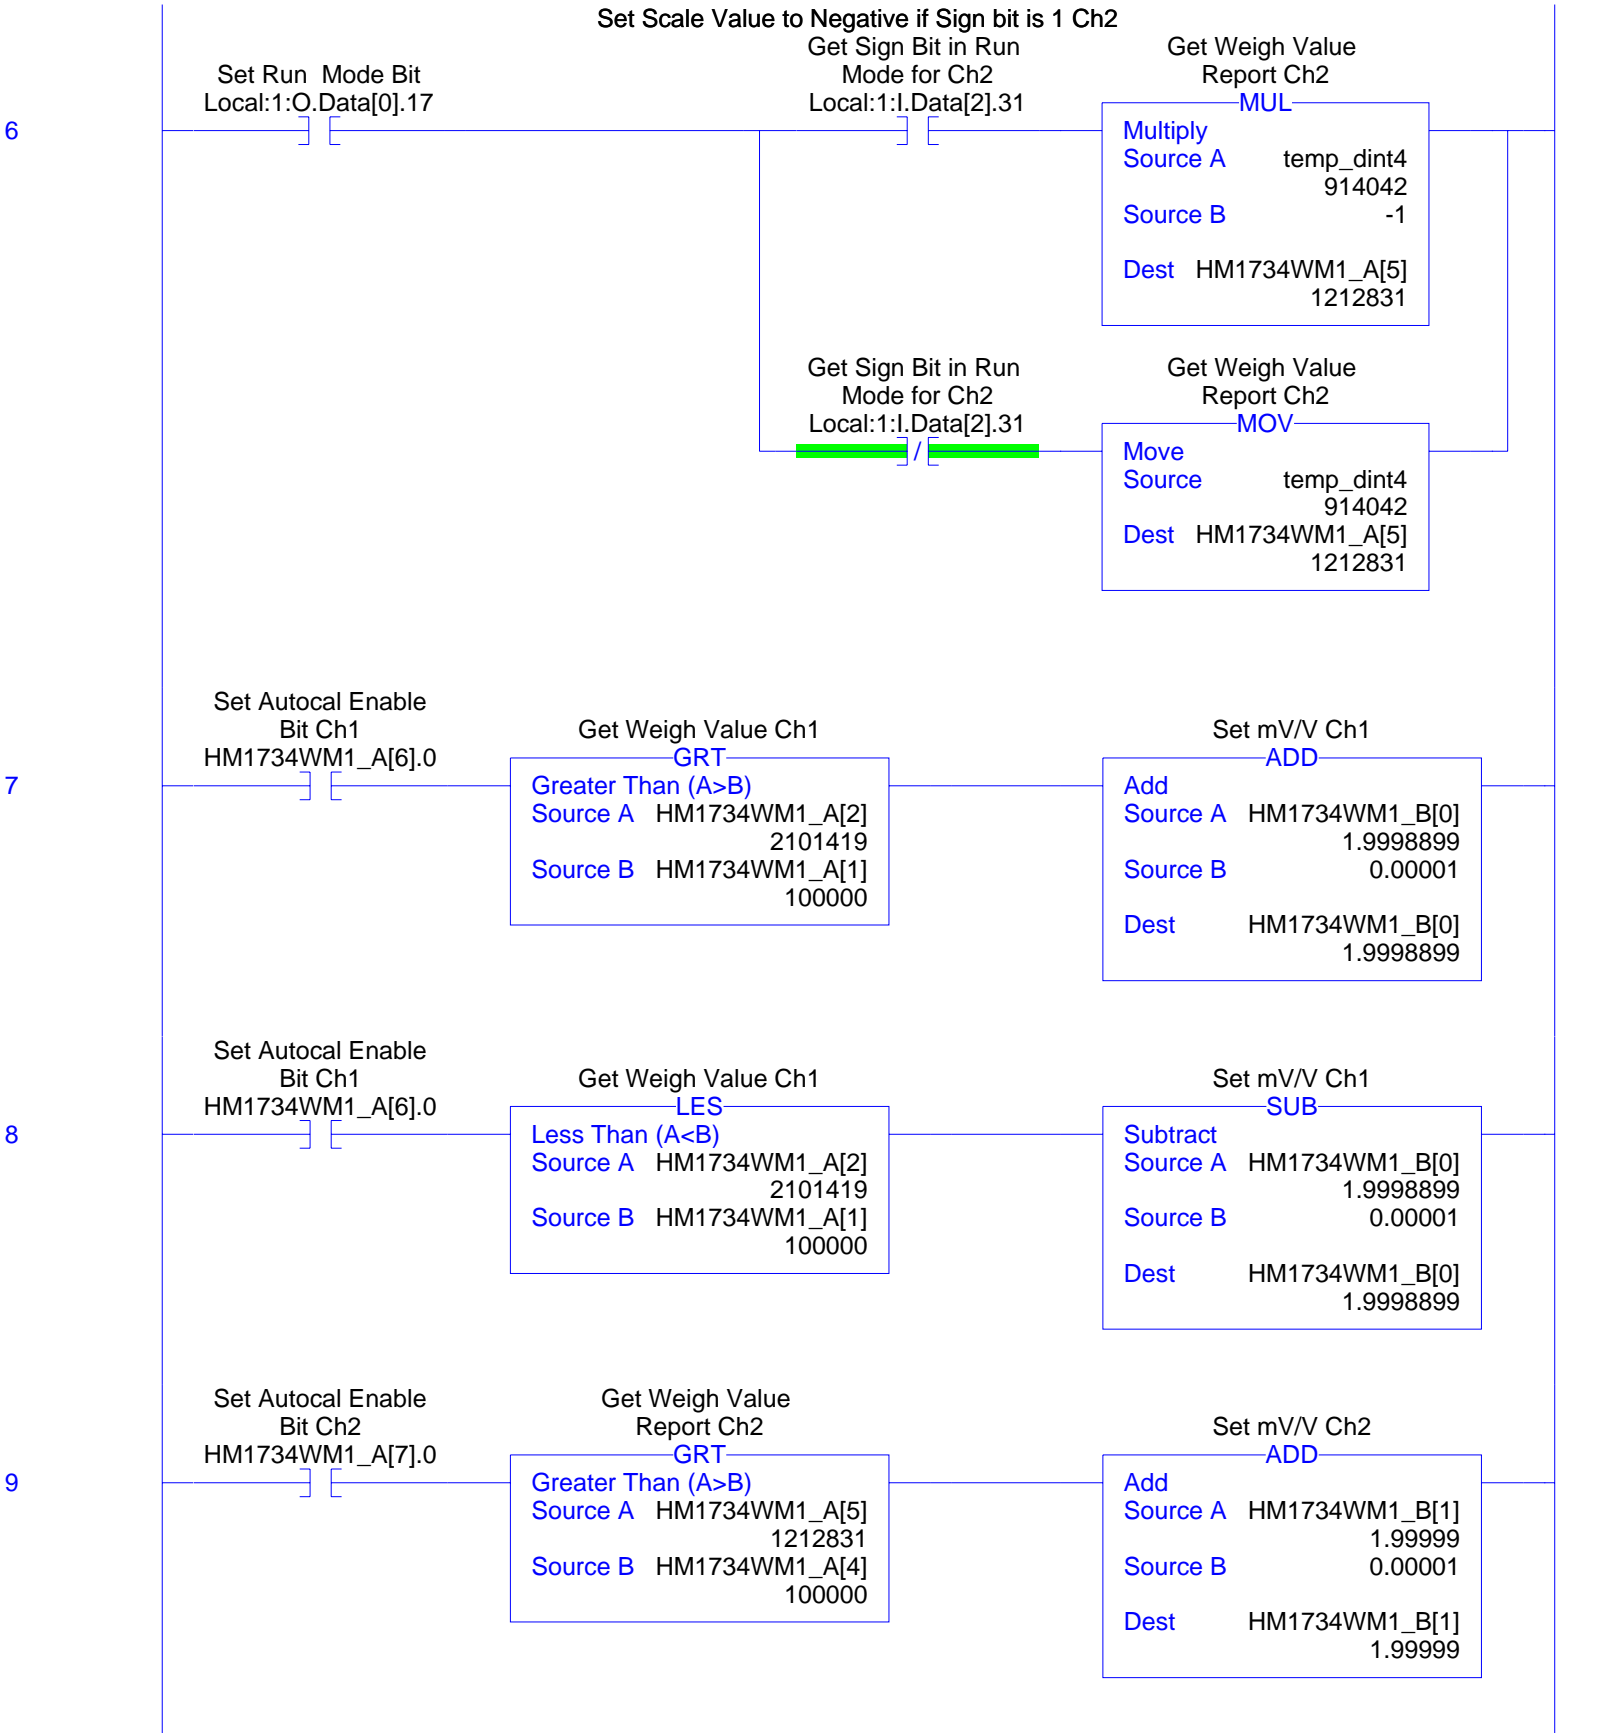 Set Scale Value to Negative if Sign bit is 1 Ch2
6
Set Run  Mode Bit
Local:1:O.Data[0].17
Get Sign Bit in Run
Mode for Ch2
Local:1:I.Data[2].31
Get Weigh Value
Report Ch2
MUL
Multiply
Source A temp_dint4
914042
Source B -1
Dest HM1734WM1_A[5]
1212831
Get Sign Bit in Run
Mode for Ch2
Local:1:I.Data[2].31
/
Get Weigh Value
Report Ch2
MOV
Move
Source temp_dint4
914042
Dest HM1734WM1_A[5]
1212831
7
Set Autocal Enable
Bit Ch1
HM1734WM1_A[6].0
Get Weigh Value Ch1
GRT
Greater Than (A>B)
Source A HM1734WM1_A[2]
2101419
Source B HM1734WM1_A[1]
100000
Set mV/V Ch1
ADD
Add
Source A HM1734WM1_B[0]
1.9998899
Source B 0.00001
Dest HM1734WM1_B[0]
1.9998899
8
Set Autocal Enable
Bit Ch1
HM1734WM1_A[6].0
Get Weigh Value Ch1
LES
Less Than (A<B)
Source A HM1734WM1_A[2]
2101419
Source B HM1734WM1_A[1]
100000
Set mV/V Ch1
SUB
Subtract
Source A HM1734WM1_B[0]
1.9998899
Source B 0.00001
Dest HM1734WM1_B[0]
1.9998899
9
Set Autocal Enable
Bit Ch2
HM1734WM1_A[7].0
Get Weigh Value
Report Ch2
GRT
Greater Than (A>B)
Source A HM1734WM1_A[5]
1212831
Source B HM1734WM1_A[4]
100000
Set mV/V Ch2
ADD
Add
Source A HM1734WM1_B[1]
1.99999
Source B 0.00001
Dest HM1734WM1_B[1]
1.99999